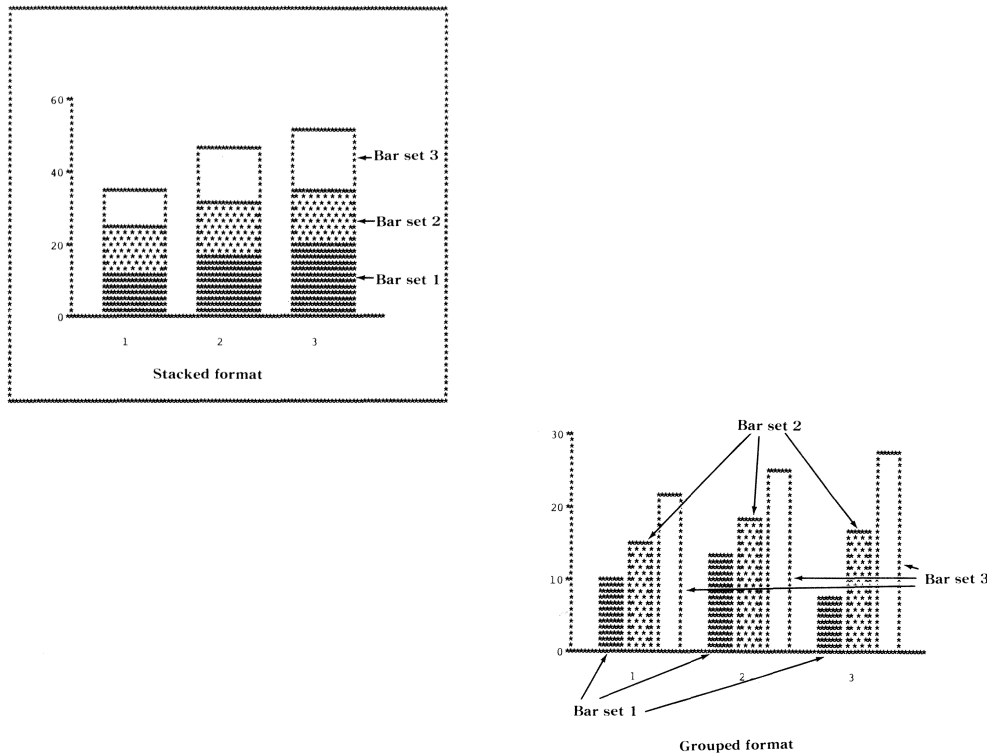 60
Bar set 3
40
Bar set 2
20
Bar set 1
0
1 2 3
Stacked format
Bar set 2
30
20
10
Bar set 3
0
1 2 3
Bar set 1
Grouped format